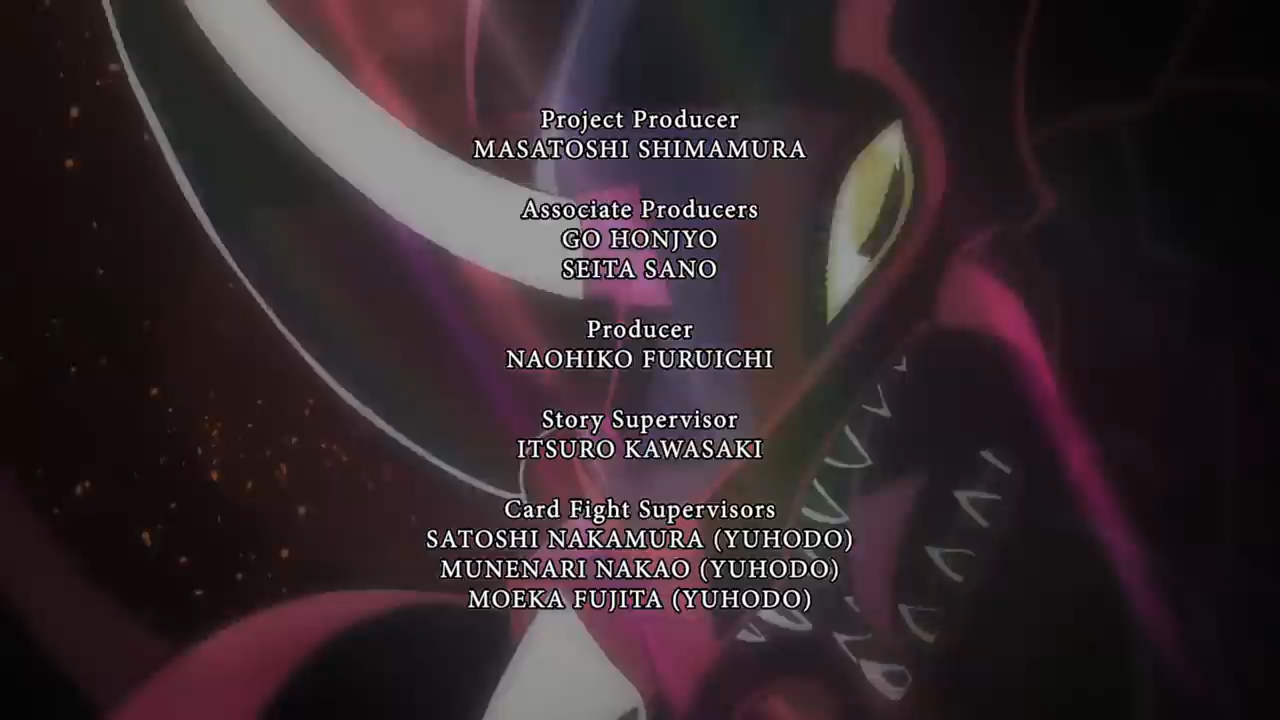 Project Producer
MASATOSHI SHIMAMURA
Associate Producers
GO HONJYO
SEITA SANO
Producer
NAOHIKO FURUICHI
Story Supervisor
ITSURO KAWASAKI
Card Fight Supervisors
SATOSHI NAKAMURA (YUHODO)
MUNENARI NAKAO (YUHODO)
MOEKA FUJITA (YUHODO)